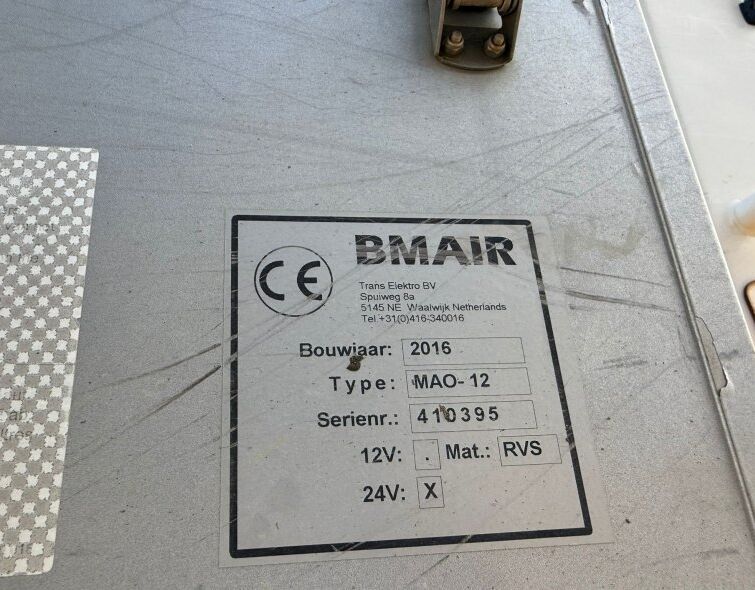 BMAIR
CE
Trans Elektro BV
Spuiweg 8a
5145 NE Waalwijk Netherlands
Tel.+31(0)416-340016
Bouwjaar: 2016
Type: MAO-12
Serienr.: 410395
12V: . Mat.: RVS
24V: X